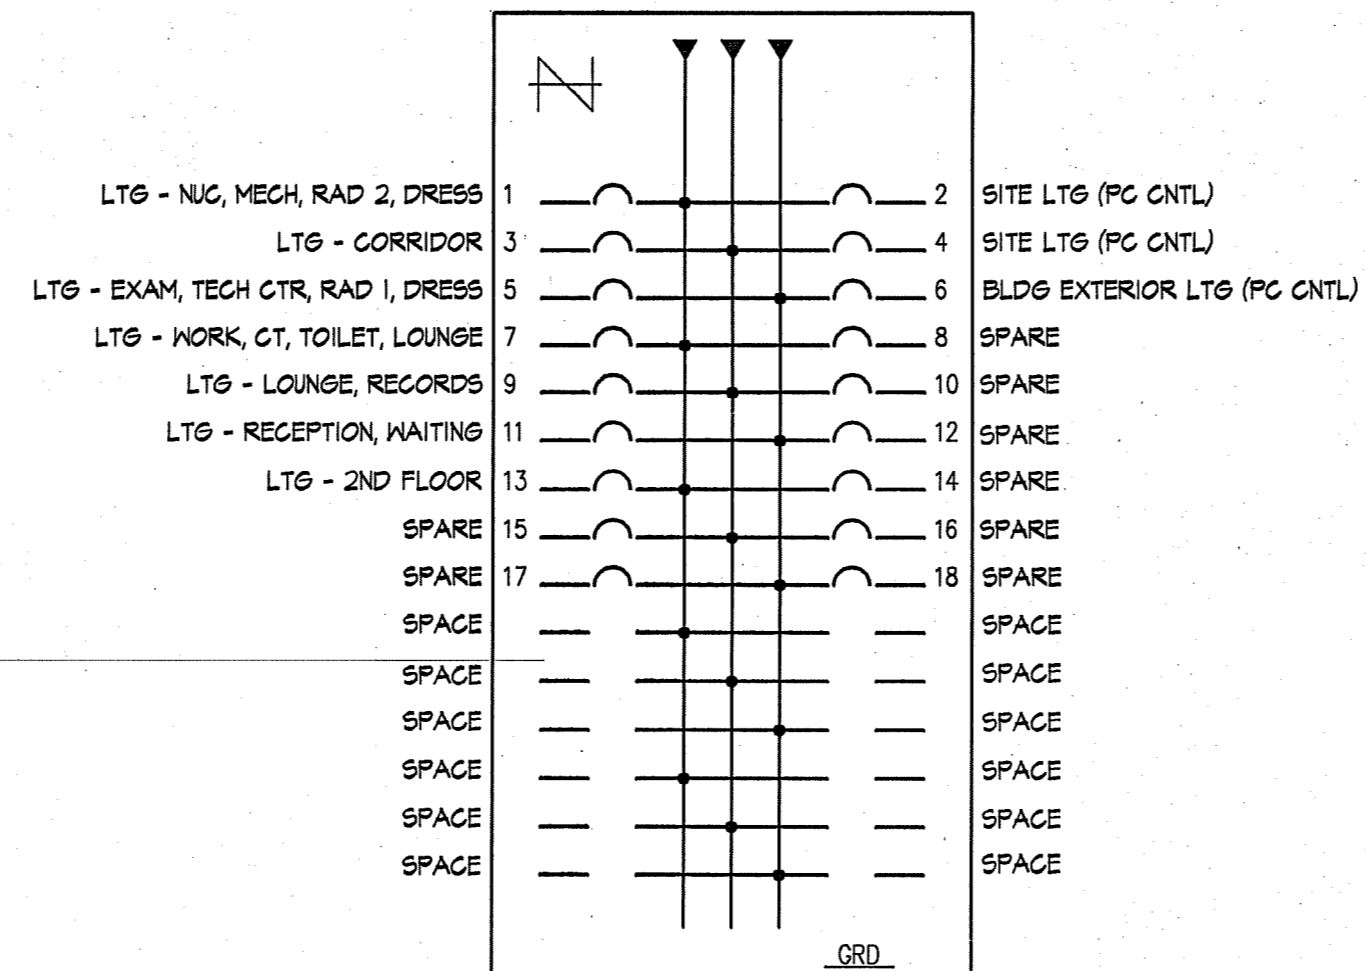 N
LTG - NUC, MECH, RAD 2, DRESS 1 2 SITE LTG (PC CNTL)
LTG - CORRIDOR 3 4 SITE LTG (PC CNTL)
LTG - EXAM, TECH CTR, RAD 1, DRESS 5 6 BLDG EXTERIOR LTG (PC CNTL)
LTG - WORK, CT, TOILET, LOUNGE 7 8 SPARE
LTG - LOUNGE, RECORDS 9 10 SPARE
LTG - RECEPTION, WAITING 11 12 SPARE
LTG - 2ND FLOOR 13 14 SPARE
SPARE 15 16 SPARE
SPARE 17 18 SPARE
SPACE SPACE
SPACE SPACE
SPACE SPACE
SPACE SPACE
SPACE SPACE
SPACE SPACE
GRD